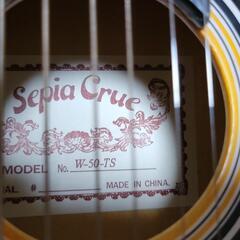 Sepia Crue
MODEL No. W-50-TS
#
MADE IN CHINA.